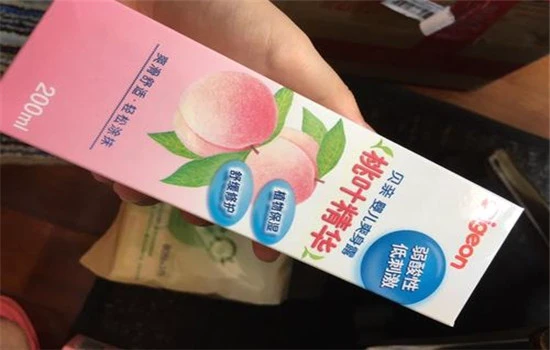 Pigeon
弱酸性
低刺激
贝亲 婴儿爽身露
桃叶精华
植物保湿
舒缓修护
爽滑舒适·轻松涂抹
200ml